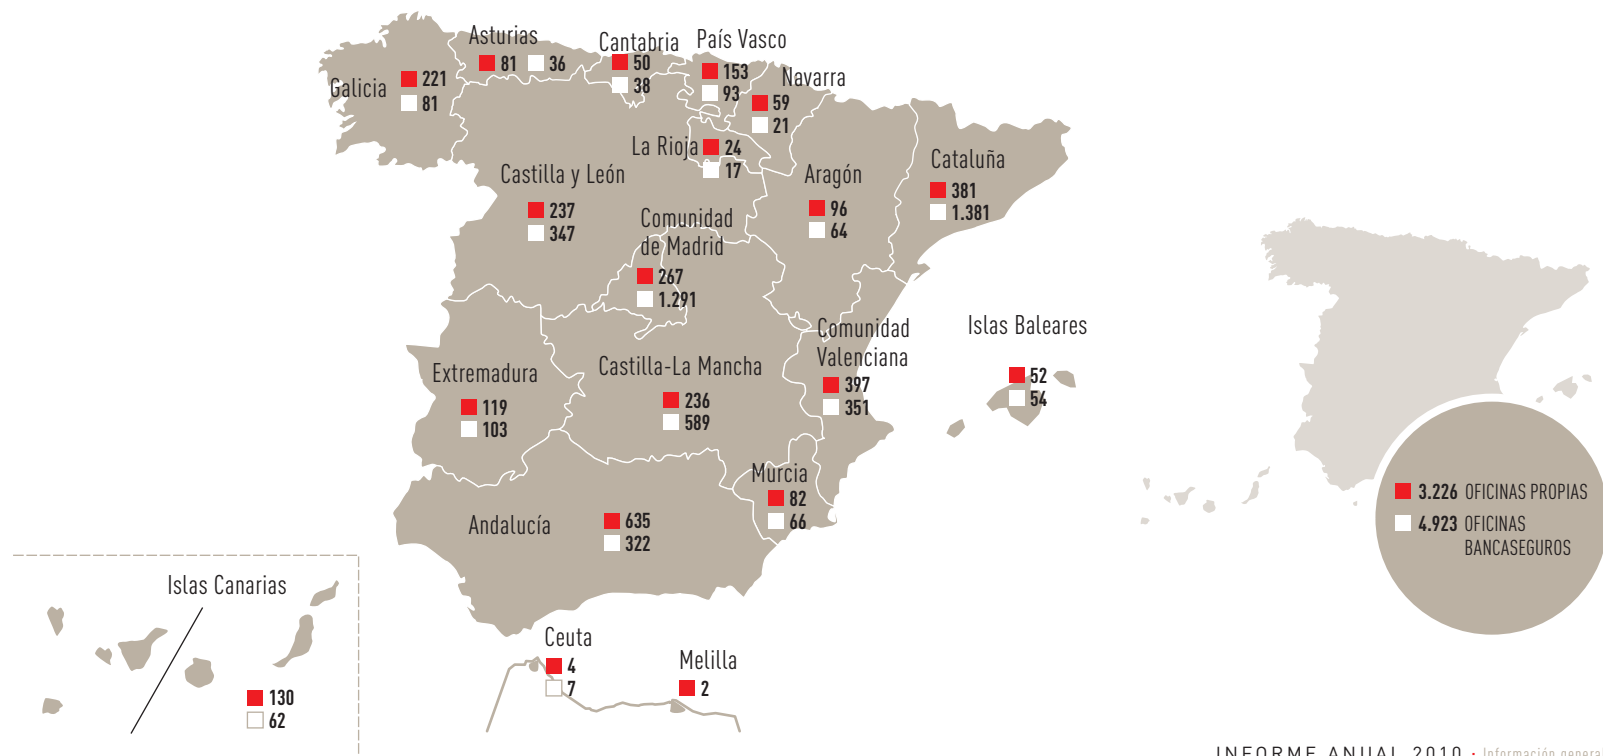 Asturias
81 36
Cantabria
50
38
País Vasco
153
93
Navarra
59
21
Galicia
221
81
La Rioja
24
17
Castilla y León
237
347
Aragón
96
64
Cataluña
381
1.381
Comunidad
de Madrid
267
1.291
Comunidad
Valenciana
397
351
Islas Baleares
52
54
Extremadura
119
103
Castilla-La Mancha
236
589
Murcia
82
66
Andalucía
635
322
Islas Canarias
130
62
Ceuta
4
7
Melilla
2
3.226 OFICINAS PROPIAS
4.923 OFICINAS
BANCASEGUROS
INFORME ANUAL 2010 · Información general